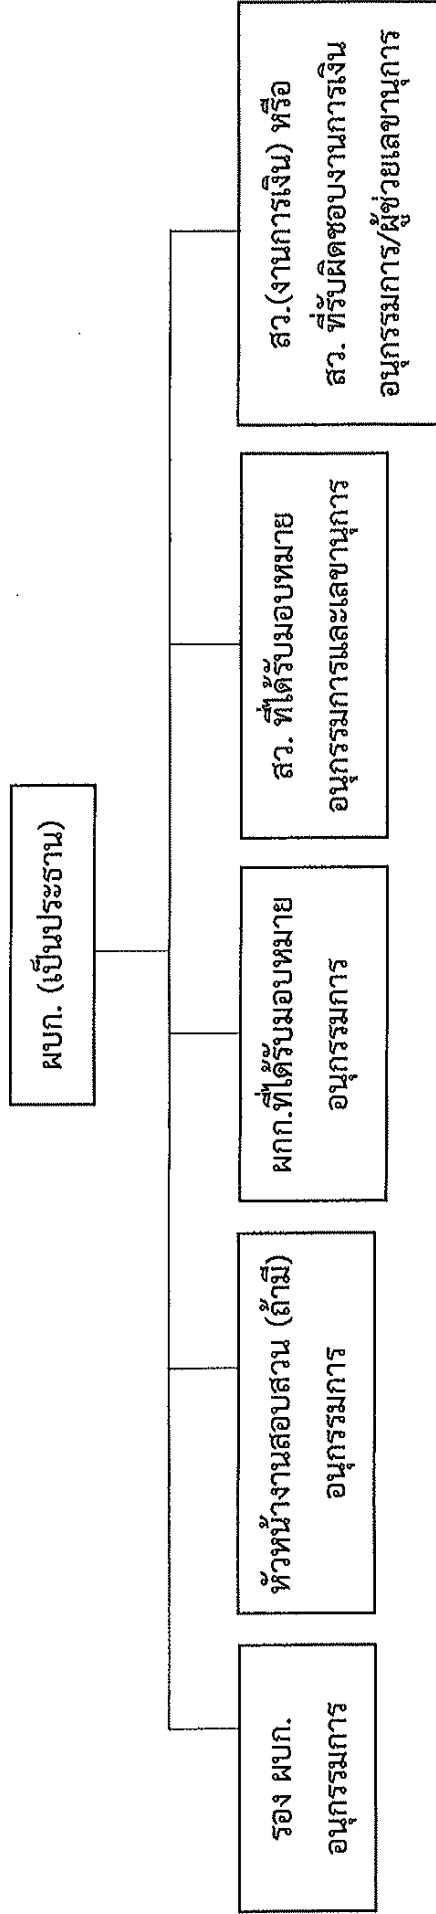 ผบก. (เป็นประธาน)
รอง ผบก.
อนุกรรมการ
หัวหน้างานสอบสวน (ถ้ามี)
อนุกรรมการ
ผกก.ที่ได้รับมอบหมาย
อนุกรรมการ
สว. ที่ได้รับมอบหมาย
อนุกรรมการและเลขานุการ
สว.(งานการเงิน) หรือ
สว. ที่รับผิดชอบงานการเงิน
อนุกรรมการ/ผู้ช่วยเลขานุการ